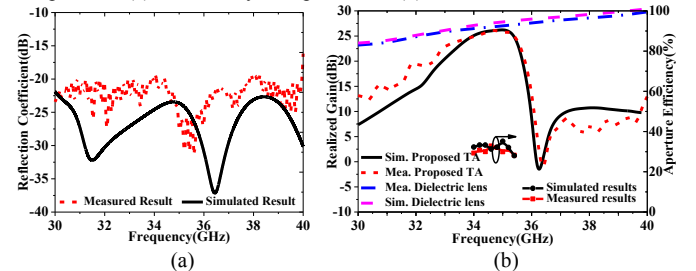 -10
-15
-20
-25
-30
-35
-40
Reflection Coefficient(dB)
Measured Result
Simulated Result
30 32 34 36 38 40
Frequency(GHz)
(a)
(b)
30
25
20
15
10
5
0
-5
-10
Realized Gain(dBi)
100
80
60
40
20
0
Aperture Efficiency(%)
Sim. Proposed TA
Mea. Proposed TA
Mea. Dielectric lens
Sim. Dielectric lens
Simulated results
Measured results
30 32 34 36 38 40
Frequency(GHz)
(a)
(b)